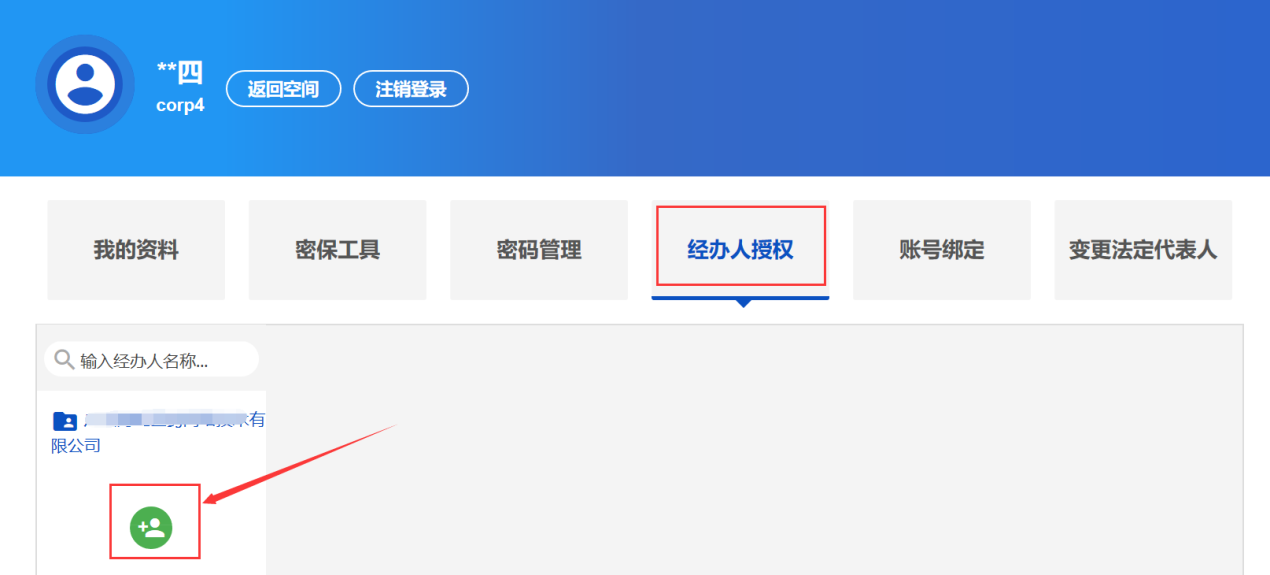 **四
corp4
返回空间
注销登录
我的资料
密保工具
密码管理
经办人授权
账号绑定
变更法定代表人
输入经办人名称...
有
限公司